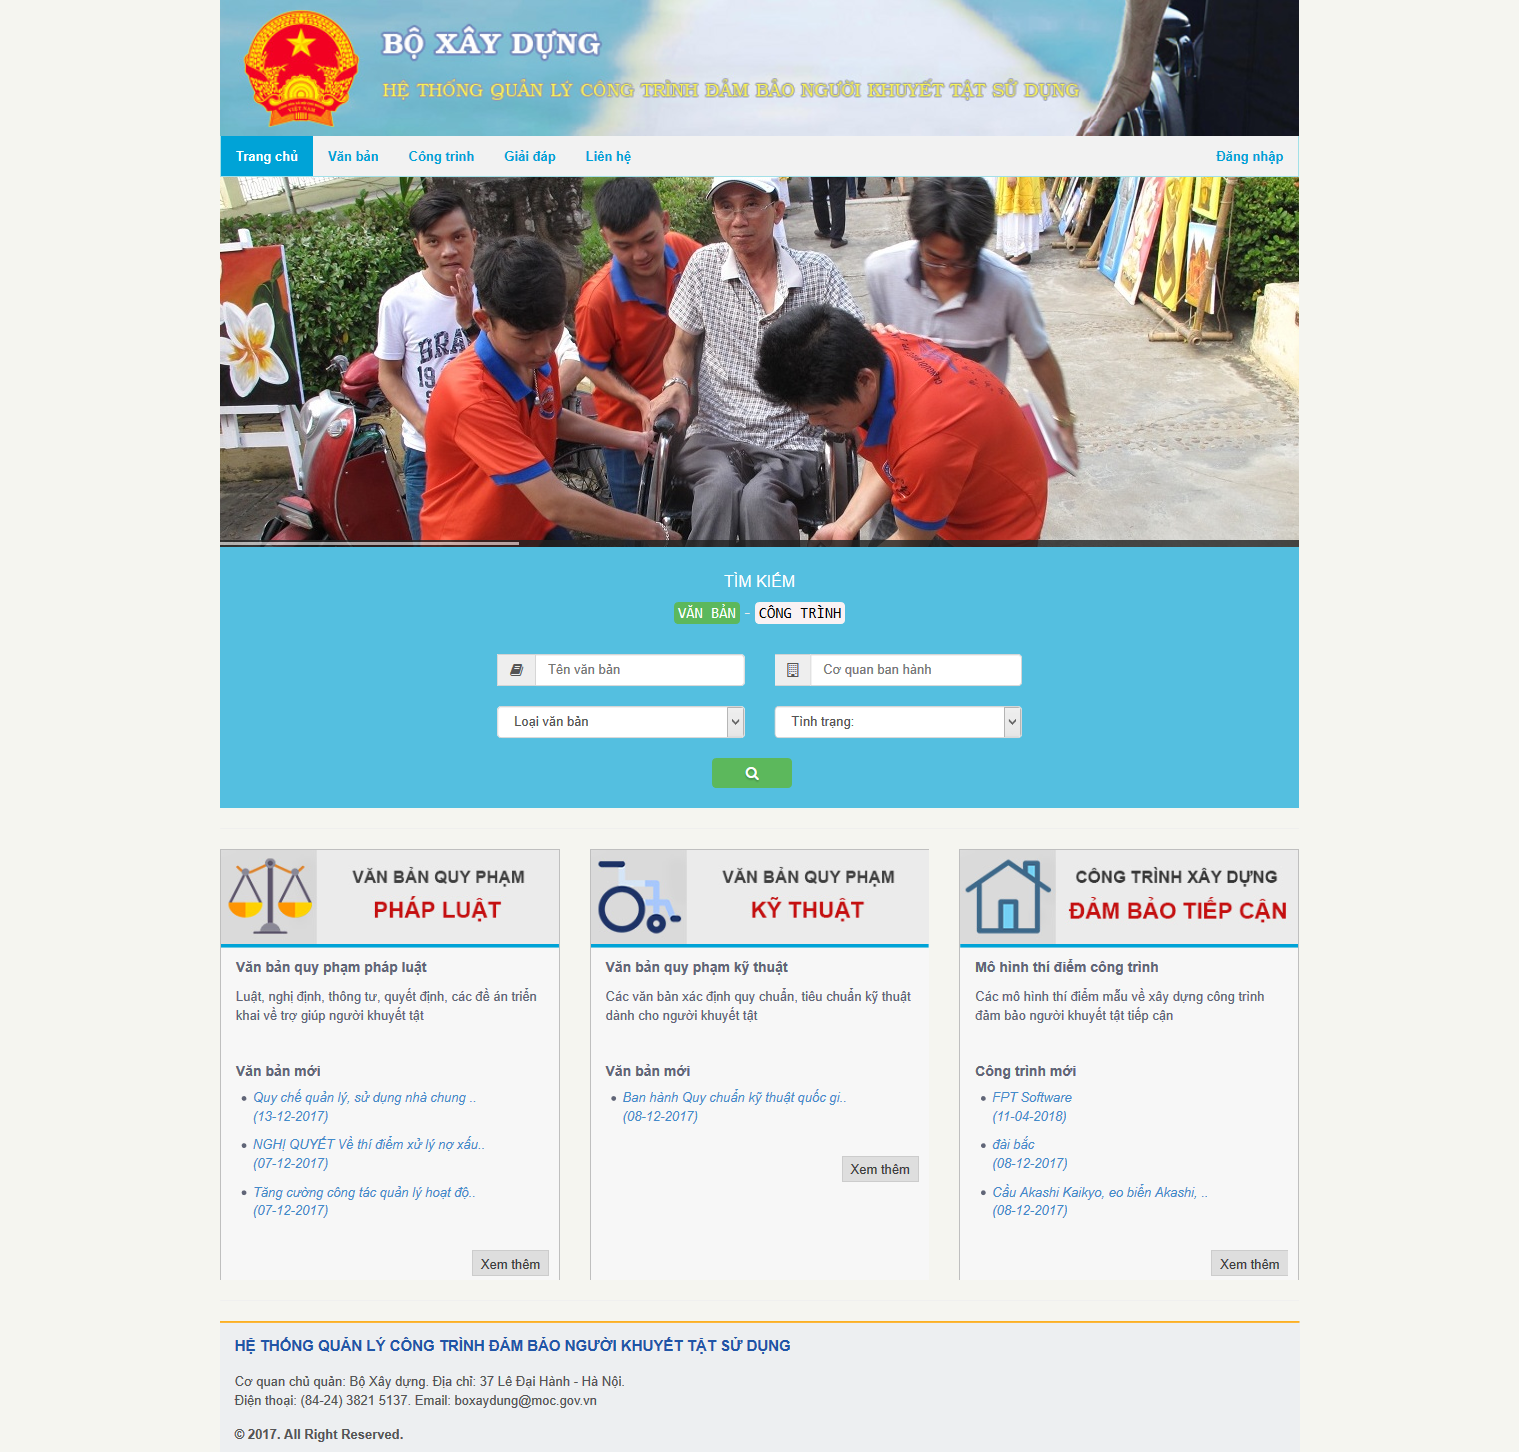 BỘ XÂY DỰNG
HỆ THỐNG QUẢN LÝ CÔNG TRÌNH ĐẢM BẢO NGƯỜI KHUYẾT TẬT SỬ DỤNG
VIỆT NAM
Trang chủ Văn bản Công trình Giải đáp Liên hệ Đăng nhập
BRA
19
TÌM KIẾM
VĂN BẢN - CÔNG TRÌNH
Tên văn bản Cơ quan ban hành
Loại văn bản Tình trạng:
VĂN BẢN QUY PHẠM
PHÁP LUẬT
Văn bản quy phạm pháp luật
Luật, nghị định, thông tư, quyết định, các đề án triển
khai về trợ giúp người khuyết tật
Văn bản mới
Quy chế quản lý, sử dụng nhà chung ..
(13-12-2017)
NGHỊ QUYẾT Về thí điểm xử lý nợ xấu..
(07-12-2017)
Tăng cường công tác quản lý hoạt độ..
(07-12-2017)
Xem thêm
VĂN BẢN QUY PHẠM
KỸ THUẬT
Văn bản quy phạm kỹ thuật
Các văn bản xác định quy chuẩn, tiêu chuẩn kỹ thuật
dành cho người khuyết tật
Văn bản mới
Ban hành Quy chuẩn kỹ thuật quốc gi..
(08-12-2017)
Xem thêm
CÔNG TRÌNH XÂY DỰNG
ĐẢM BẢO TIẾP CẬN
Mô hình thí điểm công trình
Các mô hình thí điểm mẫu về xây dựng công trình
đảm bảo người khuyết tật tiếp cận
Công trình mới
FPT Software
(11-04-2018)
đài bắc
(08-12-2017)
Cầu Akashi Kaikyo, eo biển Akashi, ..
(08-12-2017)
Xem thêm
HỆ THỐNG QUẢN LÝ CÔNG TRÌNH ĐẢM BẢO NGƯỜI KHUYẾT TẬT SỬ DỤNG
Cơ quan chủ quản: Bộ Xây dựng. Địa chỉ: 37 Lê Đại Hành - Hà Nội.
Điện thoại: (84-24) 3821 5137. Email: boxaydung@moc.gov.vn
© 2017. All Right Reserved.